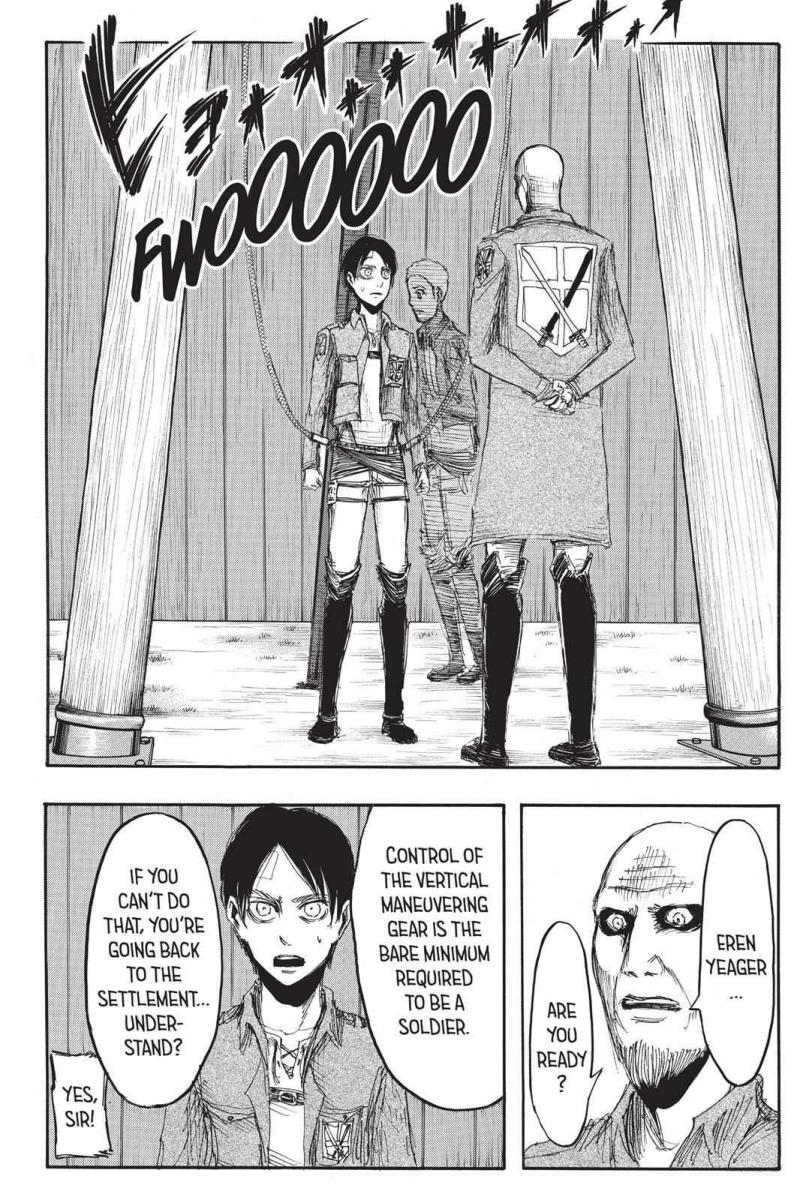 ヒョオオオオオオオオオ
FWOOOOOO
EREN
YEAGER
...
ARE
YOU
READY
?
CONTROL OF
THE VERTICAL
MANEUVERING
GEAR IS THE
BARE MINIMUM
REQUIRED
TO BE A
SOLDIER.
IF YOU
CAN'T DO
THAT, YOU'RE
GOING BACK
TO THE
SETTLEMENT...
UNDER-
STAND?
YES,
SIR!